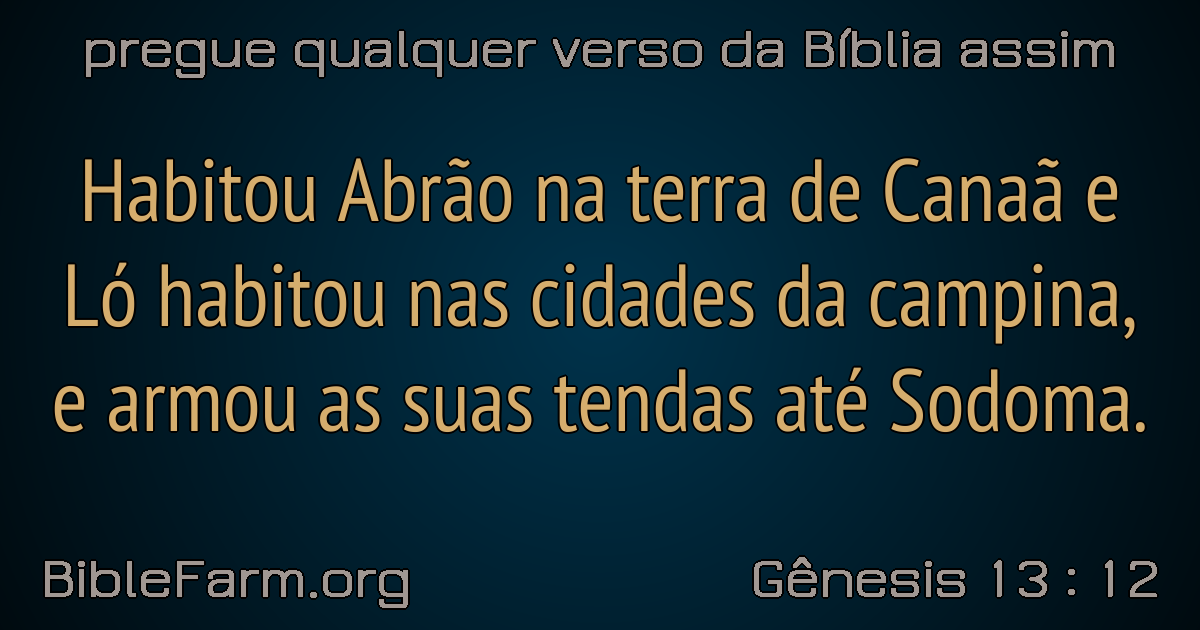 pregue qualquer verso da Bíblia assim
Habitou Abrão na terra de Canaã e
Ló habitou nas cidades da campina,
e armou as suas tendas até Sodoma.
BibleFarm.org
Gênesis 13 : 12